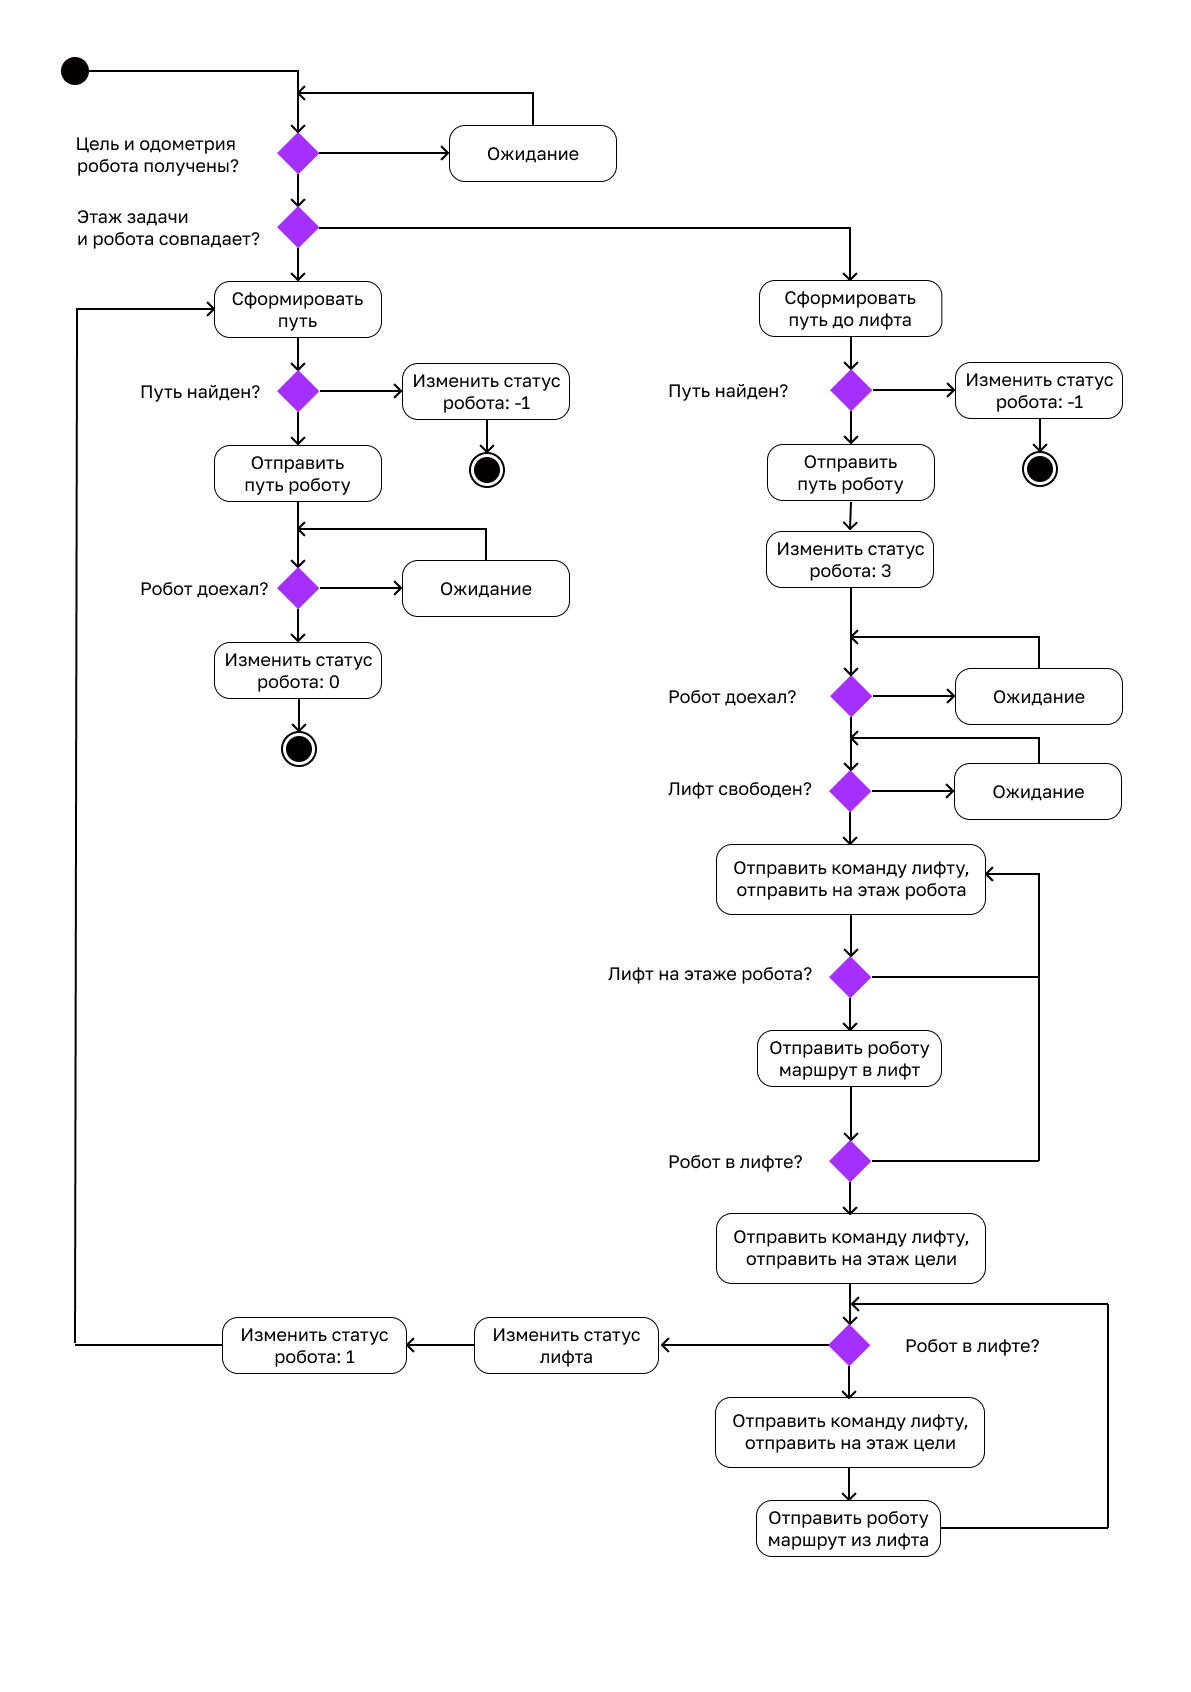 Цель и одометрия
робота получены?
Ожидание
Этаж задачи
и робота совпадает?
Сформировать
путь
Сформировать
путь до лифта
Путь найден?
Изменить статус
робота: -1
Путь найден?
Изменить статус
робота: -1
Отправить
путь роботу
Отправить
путь роботу
Изменить статус
робота: 3
Робот доехал?
Ожидание
Изменить статус
робота: 0
Робот доехал?
Ожидание
Лифт свободен?
Ожидание
Отправить команду лифту,
отправить на этаж робота
Лифт на этаже робота?
Отправить роботу
маршрут в лифт
Робот в лифте?
Отправить команду лифту,
отправить на этаж цели
Изменить статус
робота: 1
Изменить статус
лифта
Робот в лифте?
Отправить команду лифту,
отправить на этаж цели
Отправить роботу
маршрут из лифта